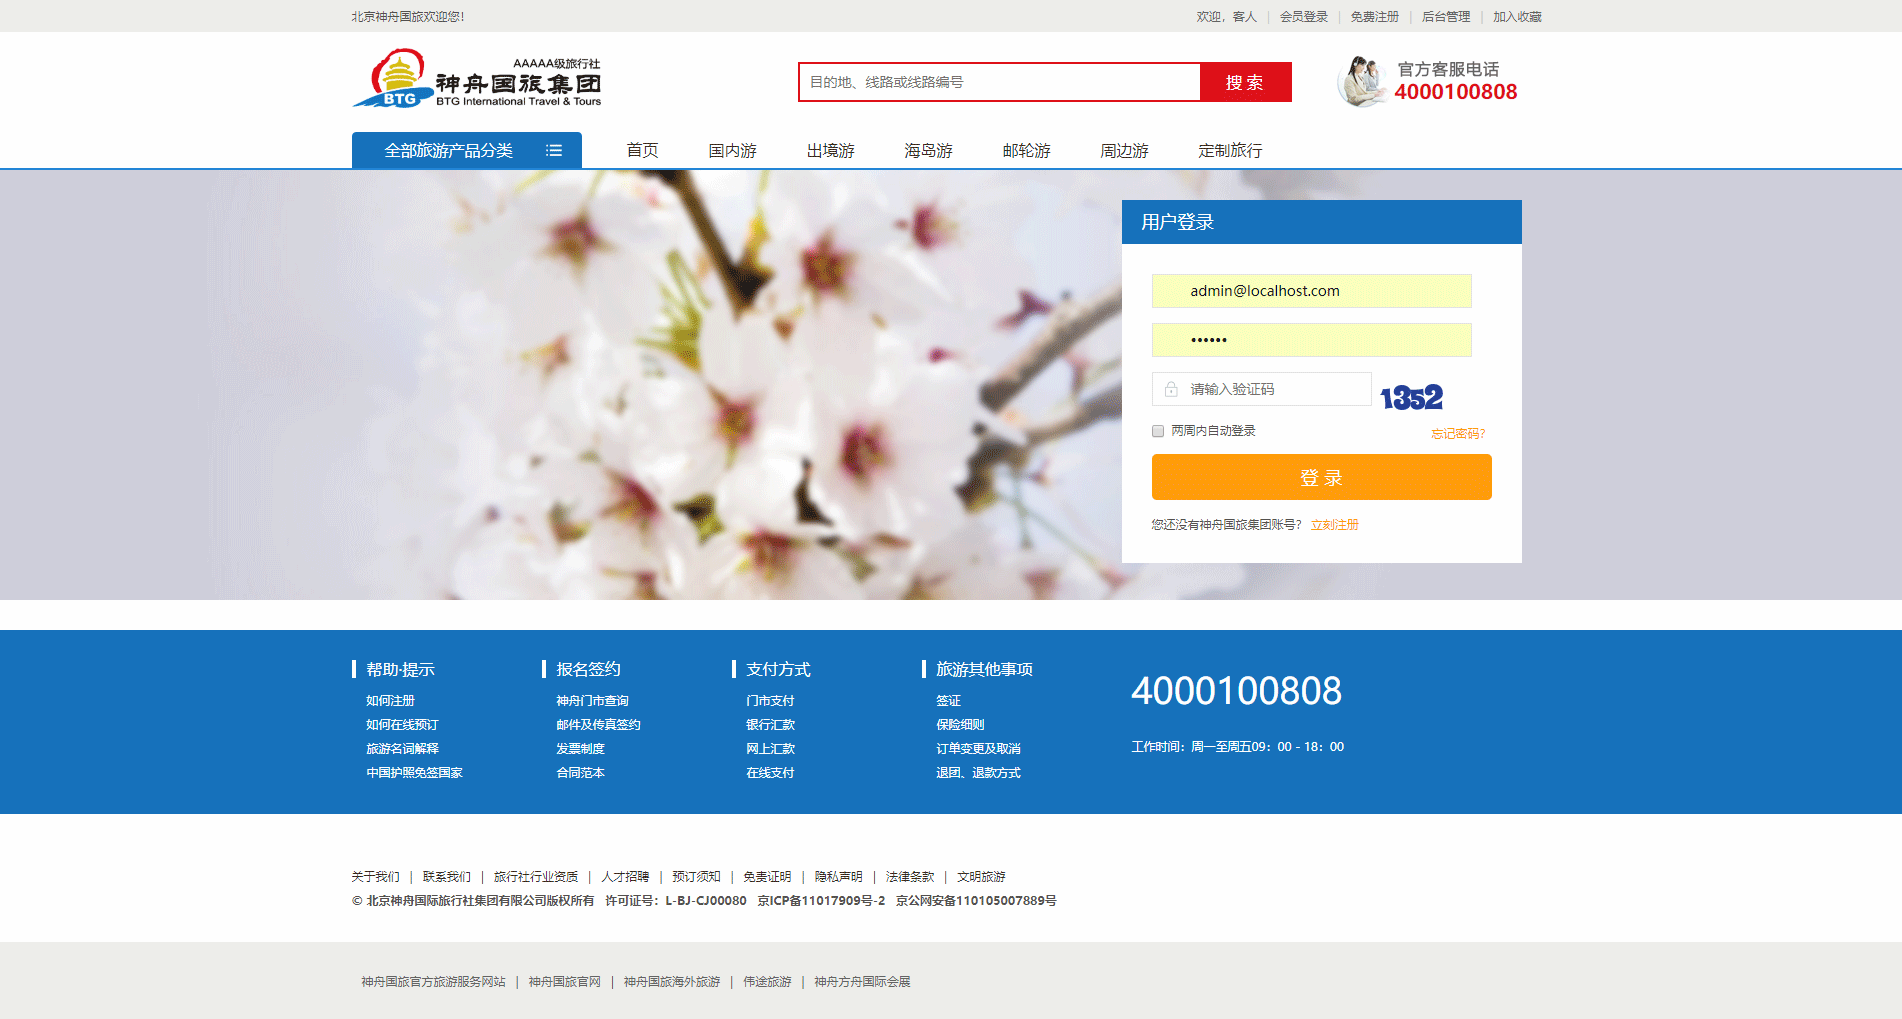 北京神舟国旅欢迎您!
欢迎，客人 | 会员登录 | 免费注册 | 后台管理 | 加入收藏
AAAAA级旅行社
神舟国旅集团
BTG
BTG International Travel & Tours
目的地、线路或线路编号
搜 索
官方客服电话
4000100808
全部旅游产品分类
首页 国内游 出境游 海岛游 邮轮游 周边游 定制旅行
用户登录
admin@localhost.com
••••••
请输入验证码
1352
两周内自动登录
忘记密码?
登 录
您还没有神舟国旅集团账号? 立刻注册
帮助·提示
如何注册
如何在线预订
旅游名词解释
中国护照免签国家
报名签约
神舟门市查询
邮件及传真签约
发票制度
合同范本
支付方式
门市支付
银行汇款
网上汇款
在线支付
旅游其他事项
签证
保险细则
订单变更及取消
退团、退款方式
4000100808
工作时间：周一至周五09：00 - 18：00
关于我们 | 联系我们 | 旅行社行业资质 | 人才招聘 | 预订须知 | 免责证明 | 隐私声明 | 法律条款 | 文明旅游
© 北京神舟国际旅行社集团有限公司版权所有 许可证号：L-BJ-CJ00080 京ICP备11017909号-2 京公网安备110105007889号
神舟国旅官方旅游服务网站 | 神舟国旅官网 | 神舟国旅海外旅游 | 伟途旅游 | 神舟方舟国际会展